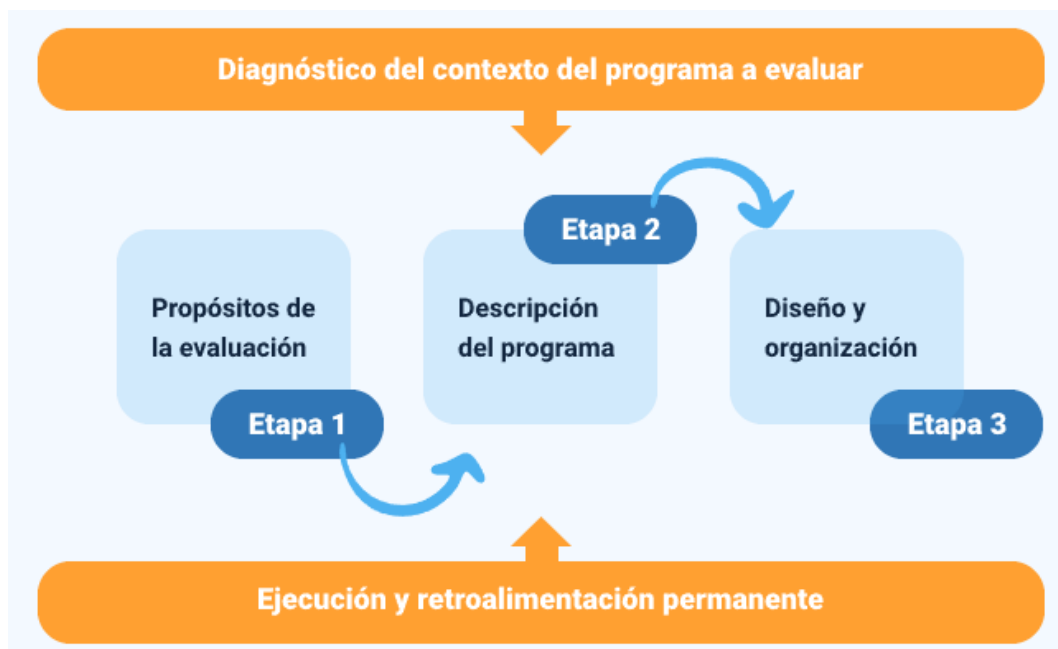 Diagnóstico del contexto del programa a evaluar
Etapa 2
Propósitos de
la evaluación
Descripción
del programa
Diseño y
organización
Etapa 1
Etapa 3
Ejecución y retroalimentación permanente